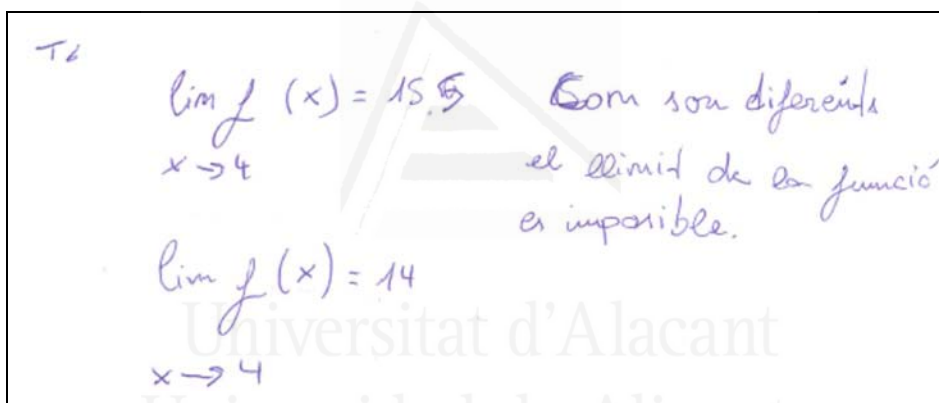 T6
lim f (x) = 15.5 Com son diferents
x → 4 el llimit de la funció
es imposible.
lim f (x) = 14
x → 4
Universitat d'Alacant